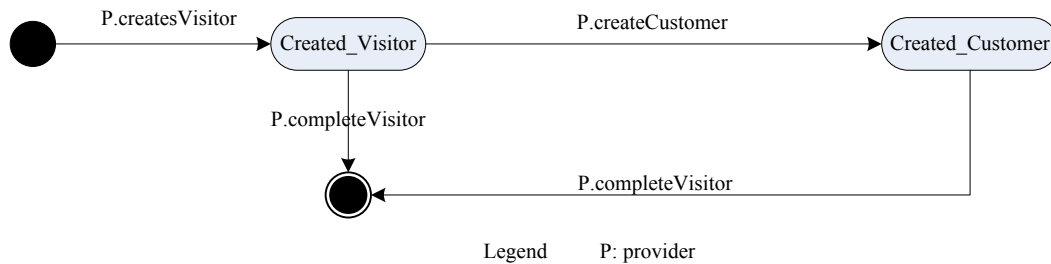 P.createsVisitor
P.createCustomer
Created_Visitor
Created_Customer
P.completeVisitor
P.completeVisitor
Legend P: provider